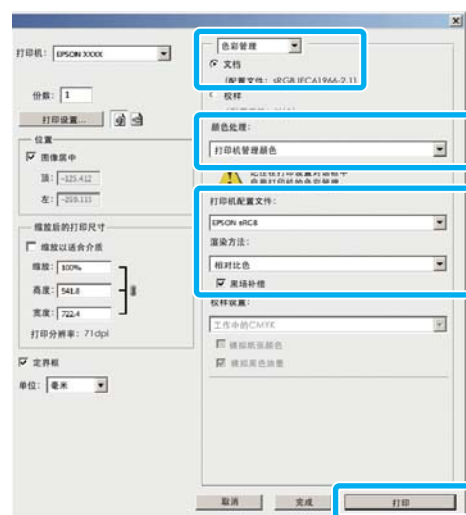 打印机： EPSON XXXX
份数： 1
打印设置...
位置
图像居中
顶： -125.412
左： -210.111
缩放后的打印尺寸
缩放以适合介质
缩放： 100%
高度： 541.8
宽度： 722.4
打印分辨率：71dpi
定界框
单位： 毫米
色彩管理
文档
(配置文件：sRGB IEC61966-2.1)
校样
颜色处理：
打印机管理颜色
打印机配置文件：
EPSON sRGB
渲染方法：
相对比色
黑场补偿
校样设置：
工作中的CMYK
模拟纸张颜色
模拟黑色油墨
取消
完成
打印